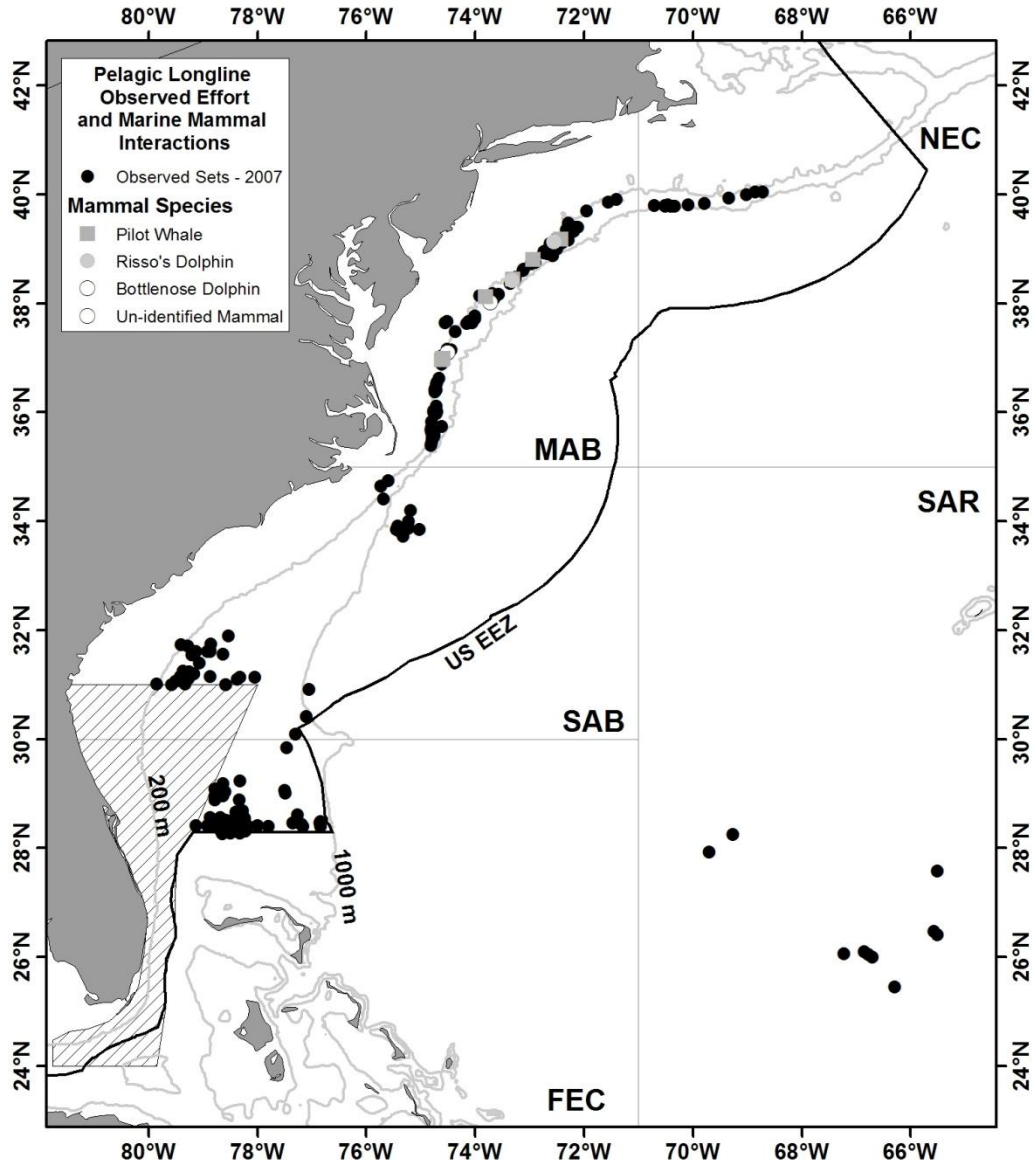 80°W 78°W 76°W 74°W 72°W 70°W 68°W 66°W
42°N
40°N
38°N
36°N
34°N
32°N
30°N
28°N
26°N
24°N
Pelagic Longline
Observed Effort
and Marine Mammal
Interactions
Observed Sets - 2007
Mammal Species
Pilot Whale
Risso's Dolphin
Bottlenose Dolphin
Un-identified Mammal
NEC
MAB
SAR
US EEZ
SAB
200 m
1000 m
FEC
42°N
40°N
38°N
36°N
34°N
32°N
30°N
28°N
26°N
24°N
80°W 78°W 76°W 74°W 72°W 70°W 68°W 66°W